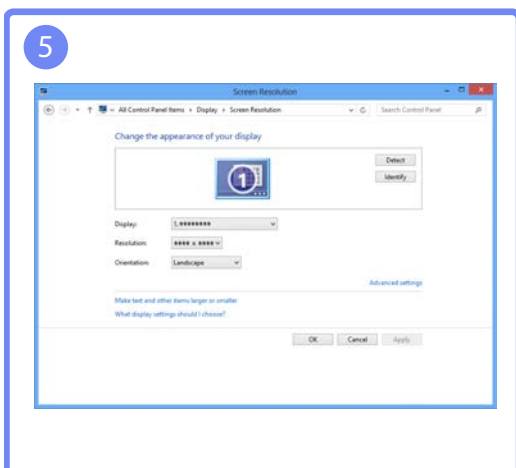 5
Screen Resolution
All Control Panel Items › Display › Screen Resolution
Search Control Panel
Change the appearance of your display
1
Detect
Identify
Display: 1.********
Resolution: **** x ****
Orientation: Landscape
Advanced settings
Make text and other items larger or smaller
What display settings should I choose?
OK Cancel Apply